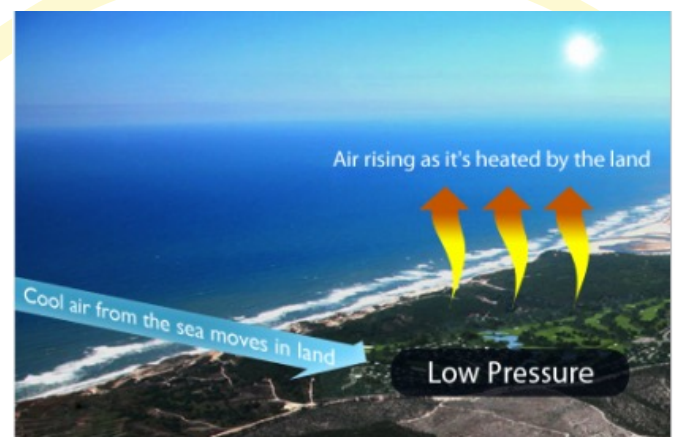 Air rising as it's heated by the land
Cool air from the sea moves in land
Low Pressure